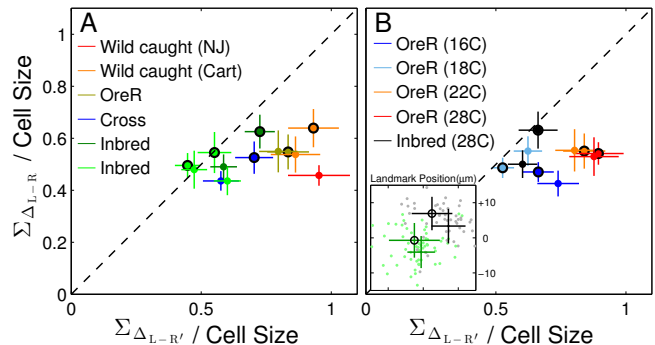 A
Wild caught (NJ)
Wild caught (Cart)
OreR
Cross
Inbred
Inbred
1
0.8
0.6
0.4
0.2
0
0.5
1
Σ_{Δ_{L−R}} / Cell Size
Σ_{Δ_{L−R′}} / Cell Size
B
OreR (16C)
OreR (18C)
OreR (22C)
OreR (28C)
Inbred (28C)
Landmark Position(μm)
+10
0
−10
0
0.5
1
Σ_{Δ_{L−R′}} / Cell Size